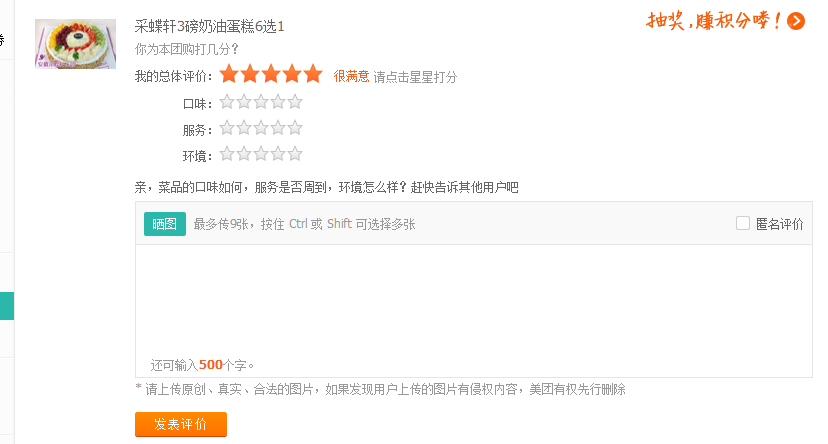 券
采蝶轩3磅奶油蛋糕6选1
抽奖,赚积分喽!
你为本团购打几分?
我的总体评价: 很满意 请点击星星打分
口味:
服务:
环境:
亲，菜品的口味如何，服务是否周到，环境怎么样？赶快告诉其他用户吧
晒图 最多传9张，按住 Ctrl 或 Shift 可选择多张 匿名评价
还可输入500个字。
* 请上传原创、真实、合法的图片，如果发现用户上传的图片有侵权内容，美团有权先行删除
发表评价